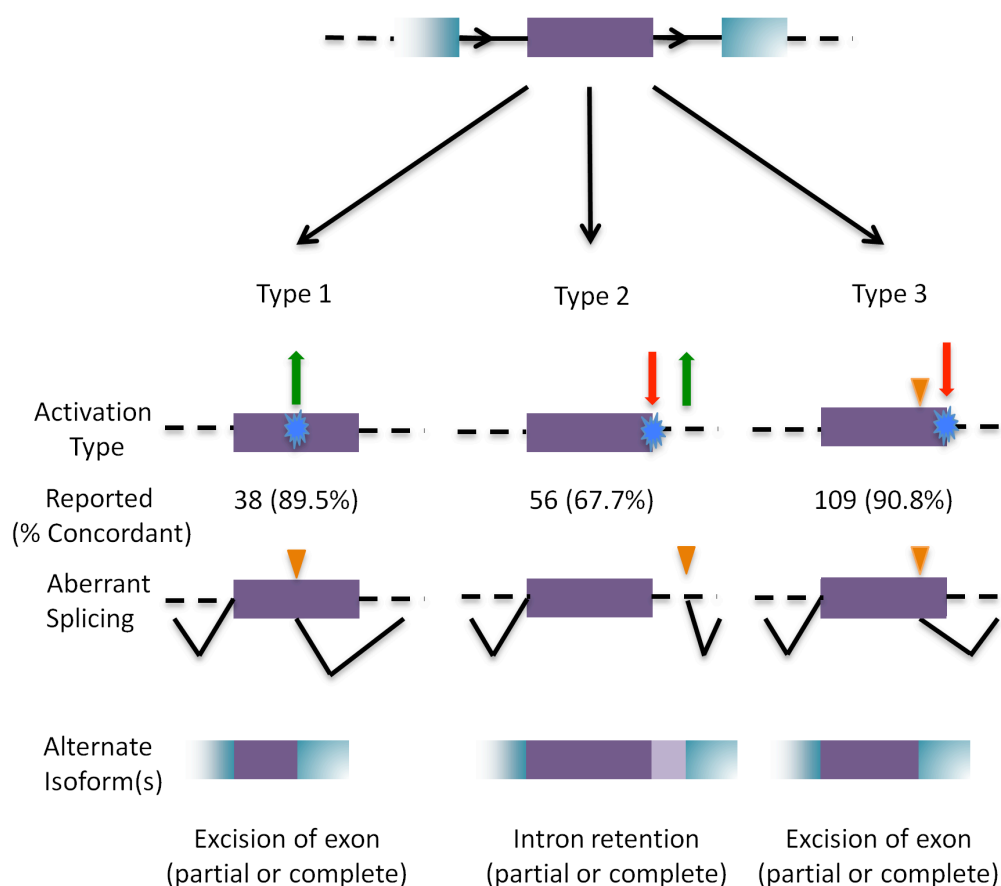 Type 1
Type 2
Type 3
Activation
Type
Reported
(% Concordant)
38 (89.5%)
56 (67.7%)
109 (90.8%)
Aberrant
Splicing
Alternate
Isoform(s)
Excision of exon
(partial or complete)
Intron retention
(partial or complete)
Excision of exon
(partial or complete)